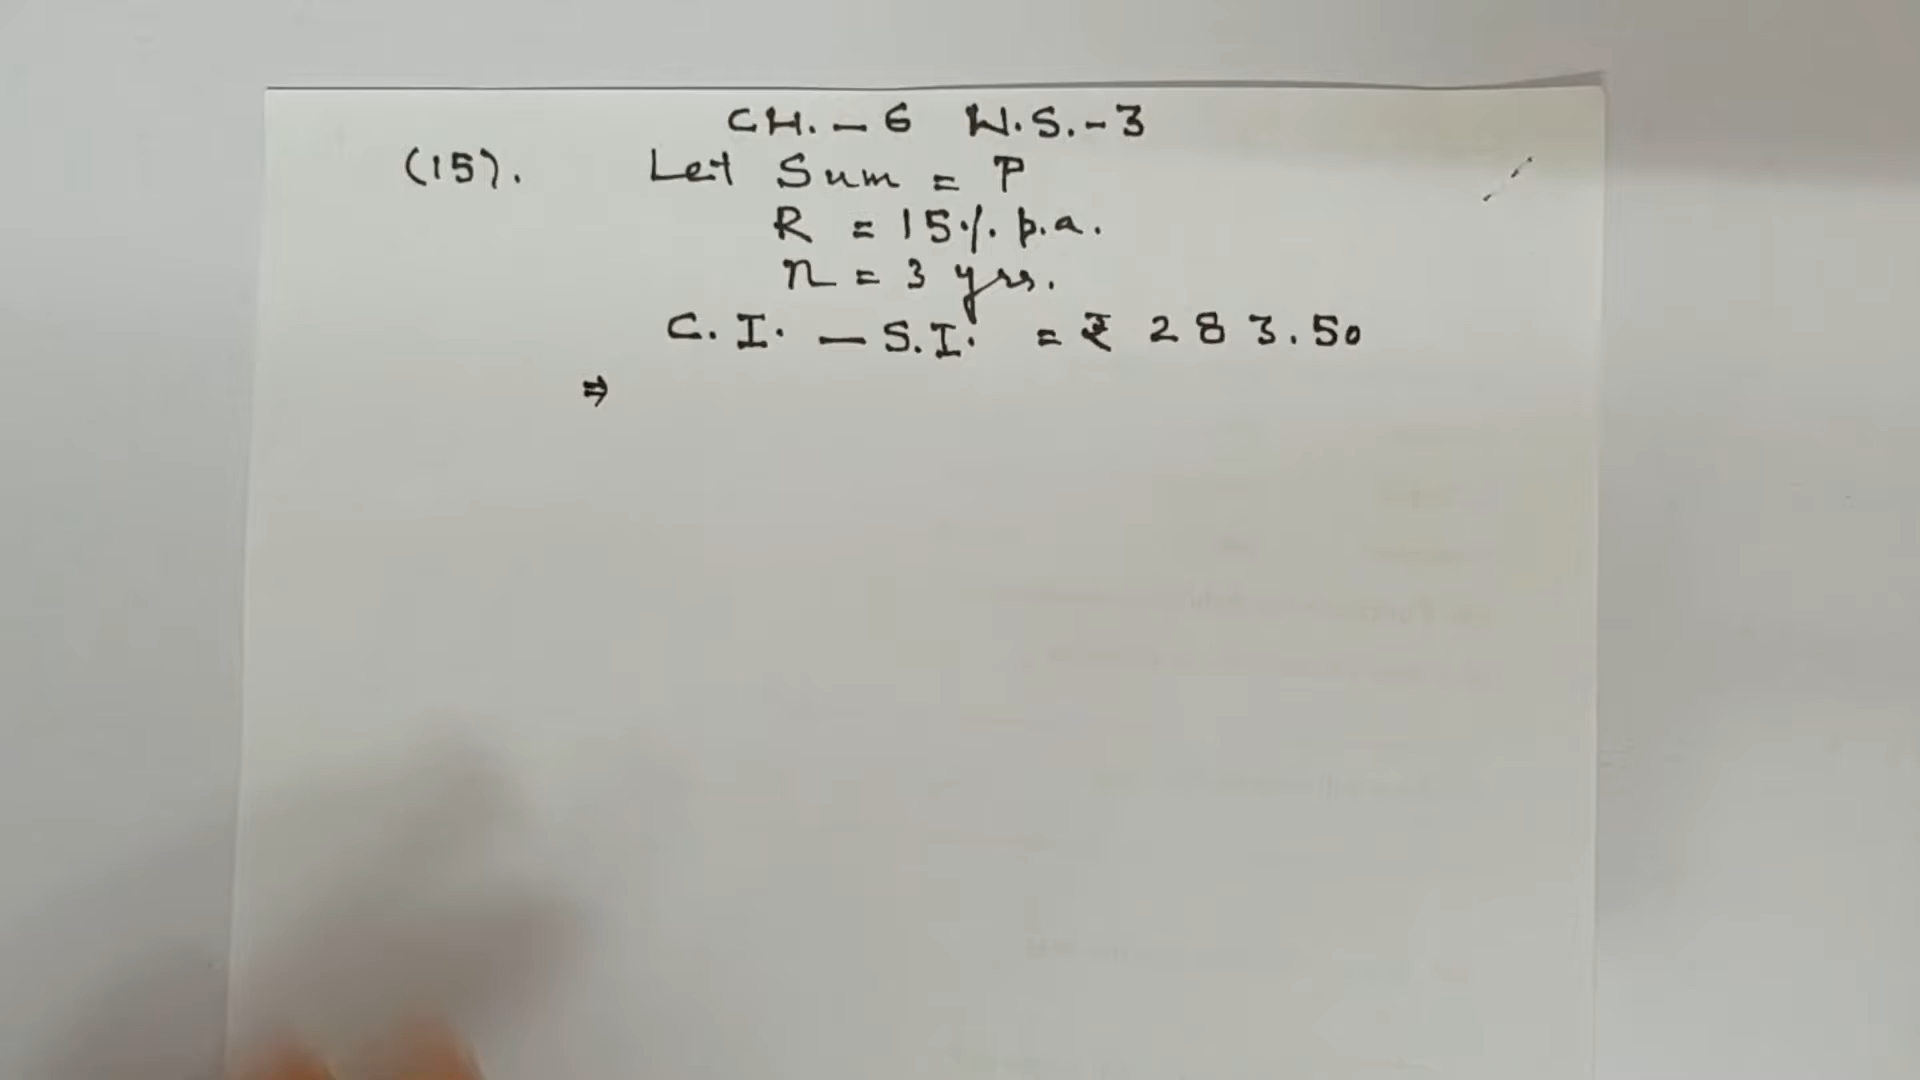 CH. - 6 W.S. - 3
(15). Let Sum = P
R = 15% p.a.
n = 3 yrs.
C.I. - S.I. = ₹ 283.50
⇒